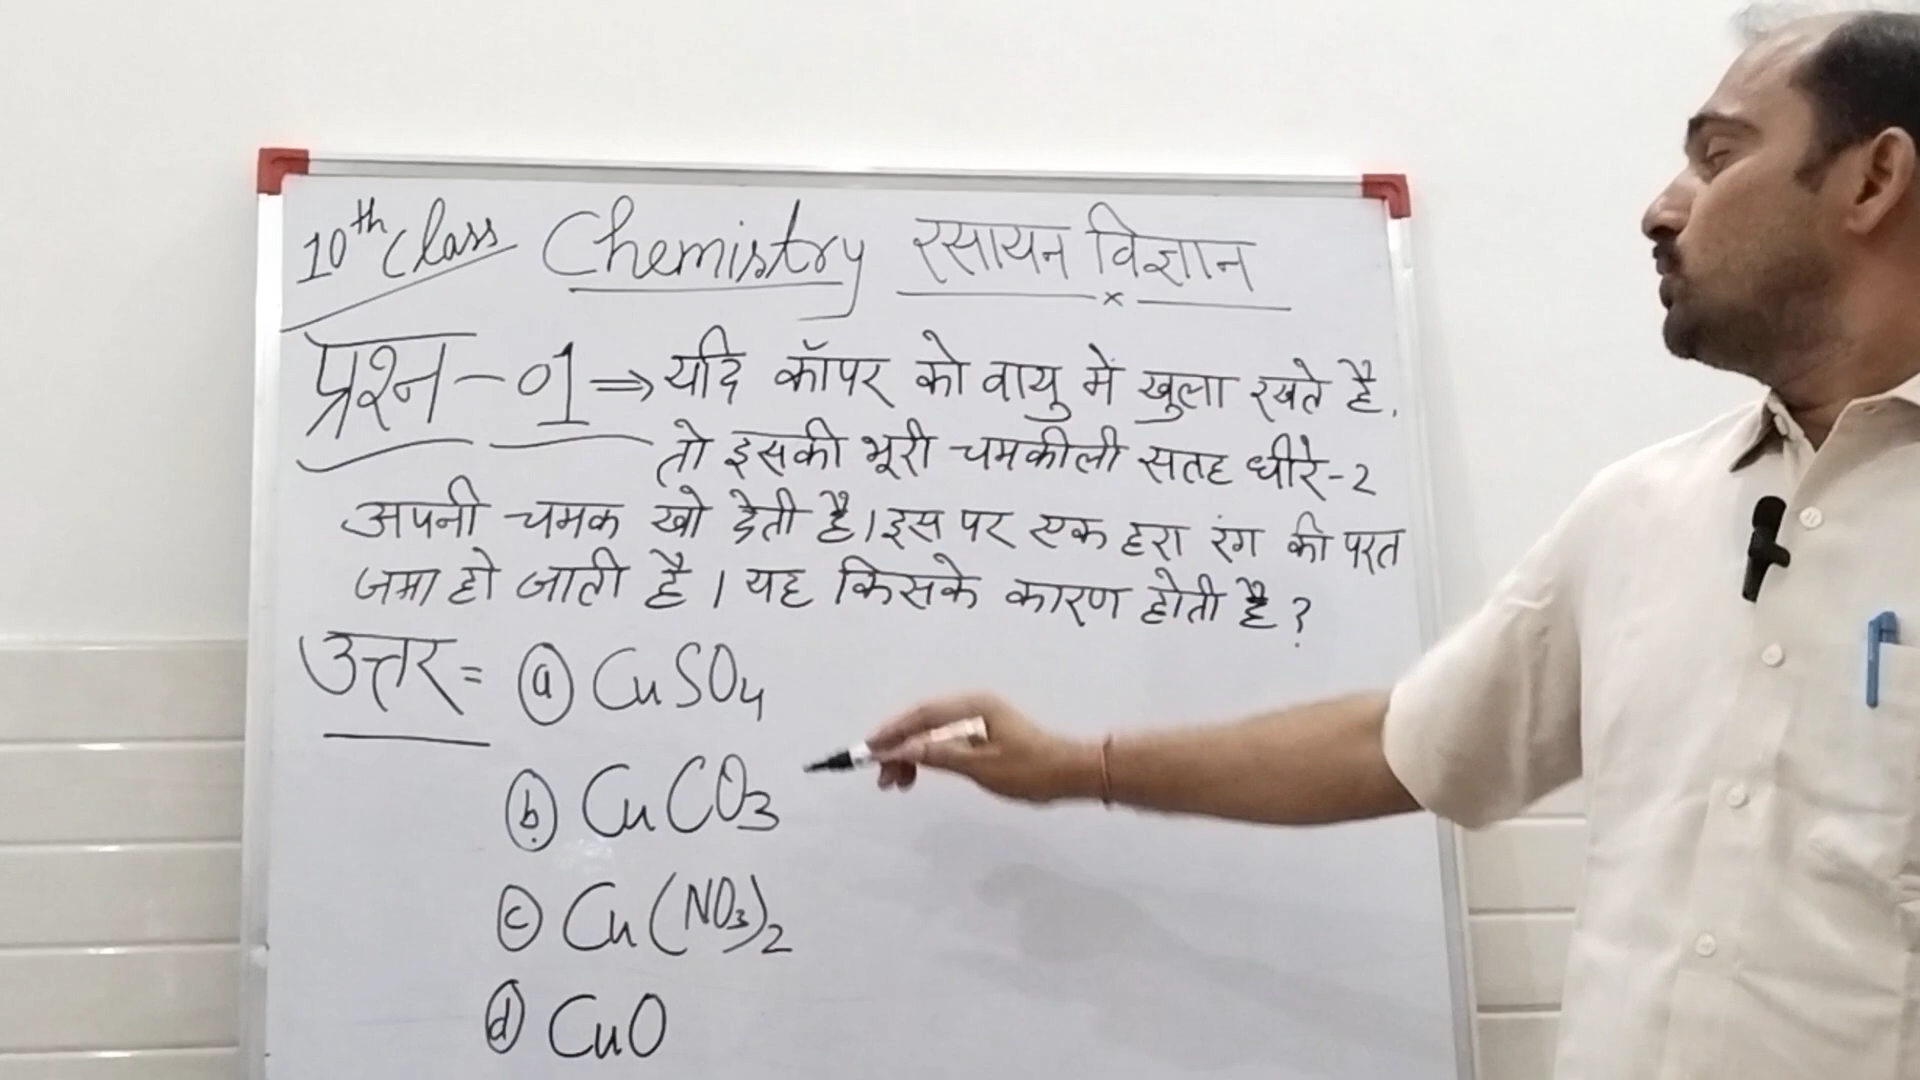 10th Class Chemistry रसायन विज्ञान
प्रश्न-01 ⇒ यदि कॉपर को वायु में खुला रखते है,
तो इसकी भूरी चमकीली सतह धीरे-2
अपनी चमक खो देती है। इस पर एक हरा रंग की परत
जमा हो जाती है। यह किसके कारण होती है?
उत्तर= (a) CuSO4
(b) CuCO3
(c) Cu(NO3)2
(d) CuO